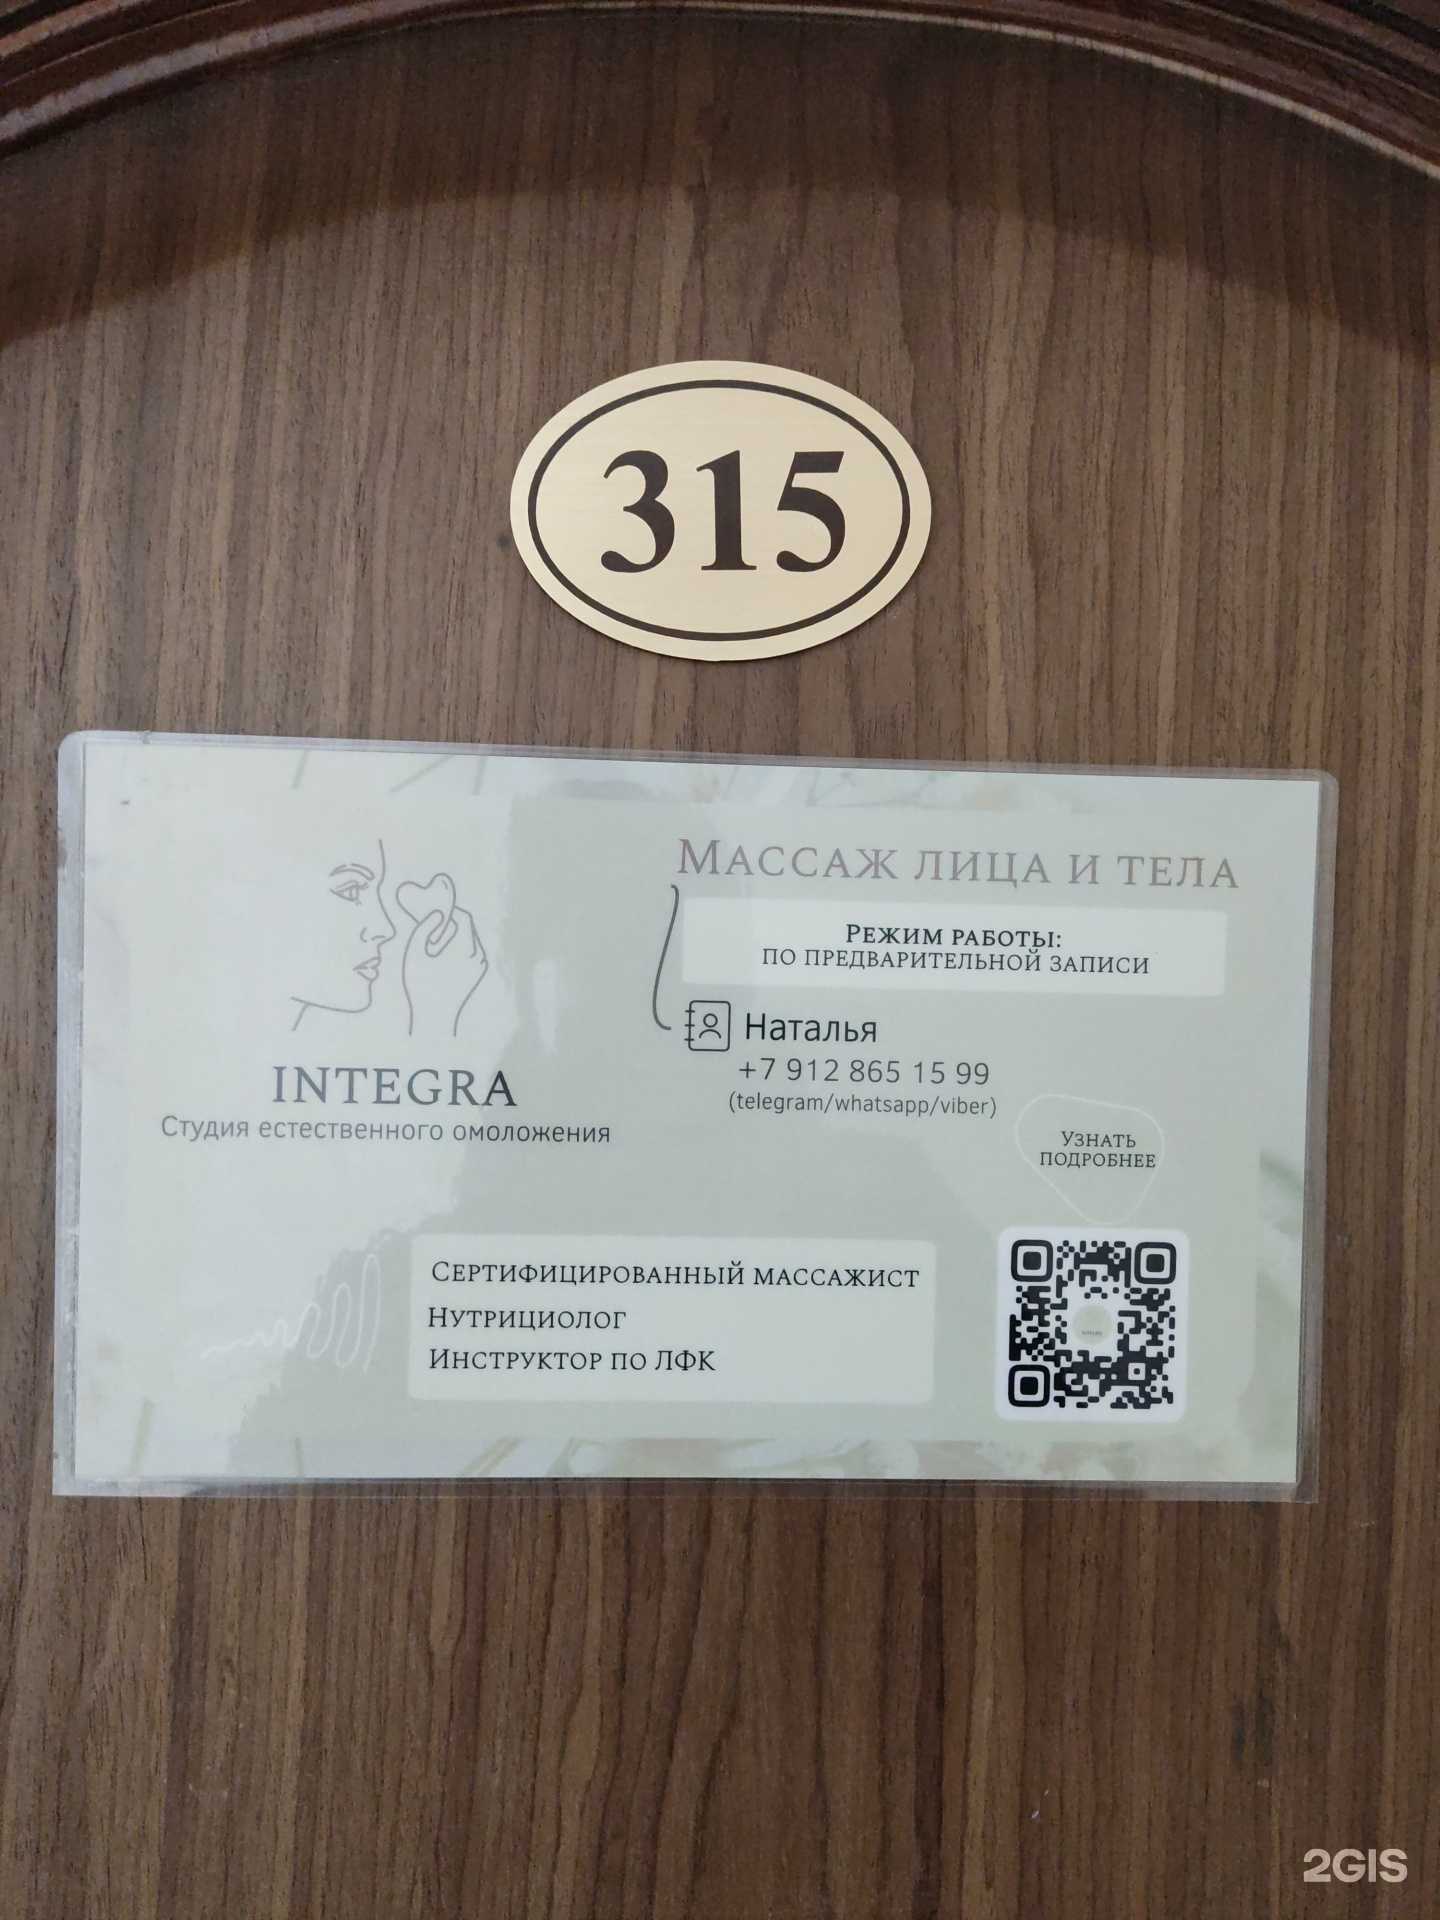 315
Массаж лица и тела
Режим работы:
по предварительной записи
Наталья
+7 912 865 15 99
(telegram/whatsapp/viber)
INTEGRA
Студия естественного омоложения
Узнать
подробнее
Сертифицированный массажист
Нутрициолог
Инструктор по ЛФК
2GIS